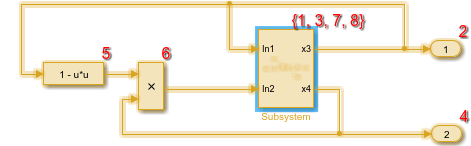 {1, 3, 7, 8}
2
5
6
In1
x3
1
1 - u*u
×
In2
x4
Subsystem
4
2